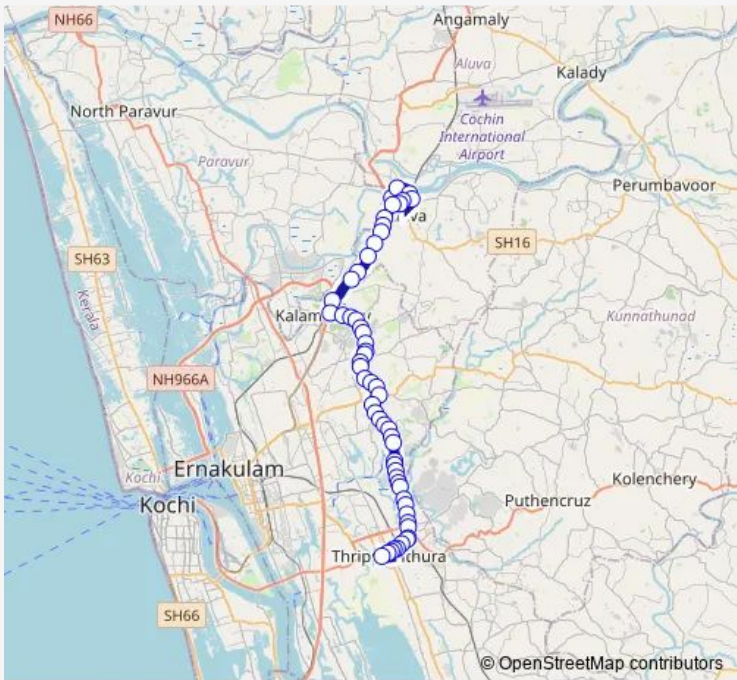 NH66
Angamaly
Aluva
Kalady
North Paravur
Cochin
International
Airport
Paravur
Perumbavoor
SH16
SH63
Kerala
Kunnathunad
NH966A
Ernakulam
Kochi
Kochi
Kolenchery
Puthencruz
SH66
© OpenStreetMap contributors